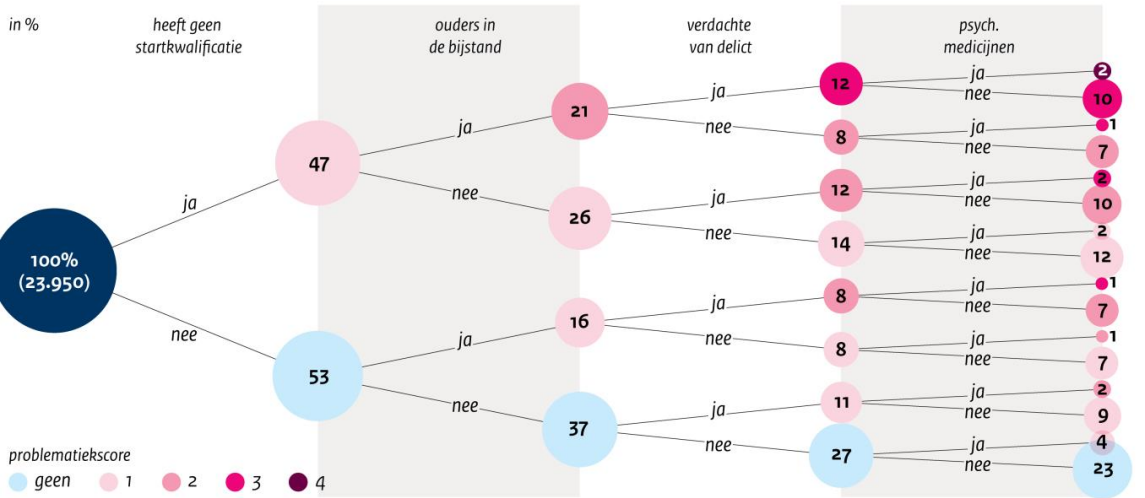 in %
heeft geen
startkwalificatie
ouders in
de bijstand
verdachte
van delict
psych.
medicijnen
100%
(23.950)
ja
nee
47
53
ja
nee
ja
nee
21
26
16
37
ja
nee
ja
nee
ja
nee
ja
nee
12
8
12
14
8
8
11
27
ja
nee
ja
nee
ja
nee
ja
nee
ja
nee
ja
nee
ja
nee
ja
nee
2
10
1
7
2
10
2
12
1
7
1
7
2
9
4
23
problematiekscore
geen 1 2 3 4